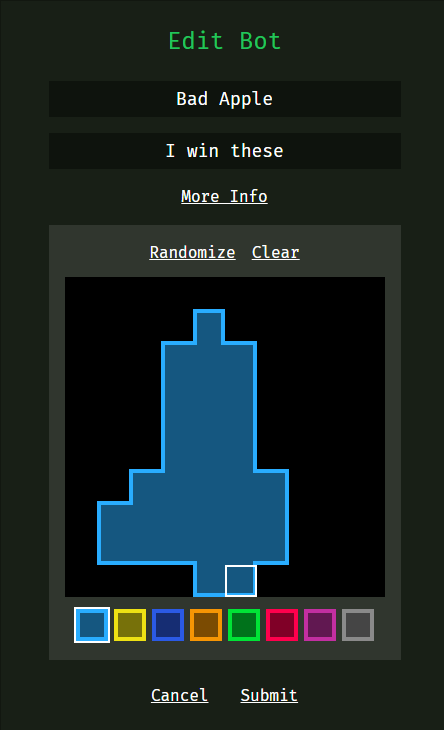 Edit Bot
Bad Apple
I win these
More Info
Randomize Clear
Cancel Submit